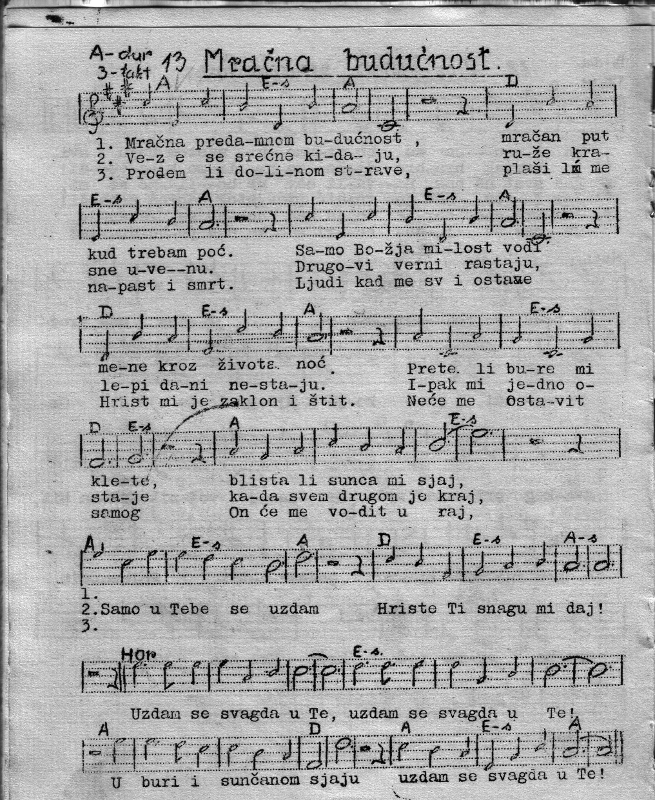 A-dur 13 Mračna budućnost.
3-takt
A E-s A D
1. Mračna preda-mnom bu-dućnost , mračan put
2. Ve-z e se srećne ki-da- ju, ru-že kra-
3. Prođem li do-li-nom st-rave, plaši li me
E-s A E-s A
kud trebam poć. Sa-mo Bo-žja mi-lost vodi
sne u-ve--nu. Drugo-vi verni rastaju,
na-past i smrt. Ljudi kad me sv i ostave
D E-s A E-s
me-ne kroz života noć. Prete li bu-re mi
le-pi da-ni ne-sta-ju. I-pak mi je-dno o-
Hrist mi je zaklon i štit. Neće me Osta-vit
D E-s A E-s
kle-te, blista li sunca mi sjaj,
sta-je ka-da svem drugom je kraj,
samog On će me vo-dit u raj,
A E-s A D E-s A-s
1.
2.Samo u Tebe se uzdam Hriste Ti snagu mi daj!
3.
Hor E-s.
Uzdam se svagda u Te, uzdam se svagda u Te!
A D A E-s A
U buri i sunčanom sjaju uzdam se svagda u Te!